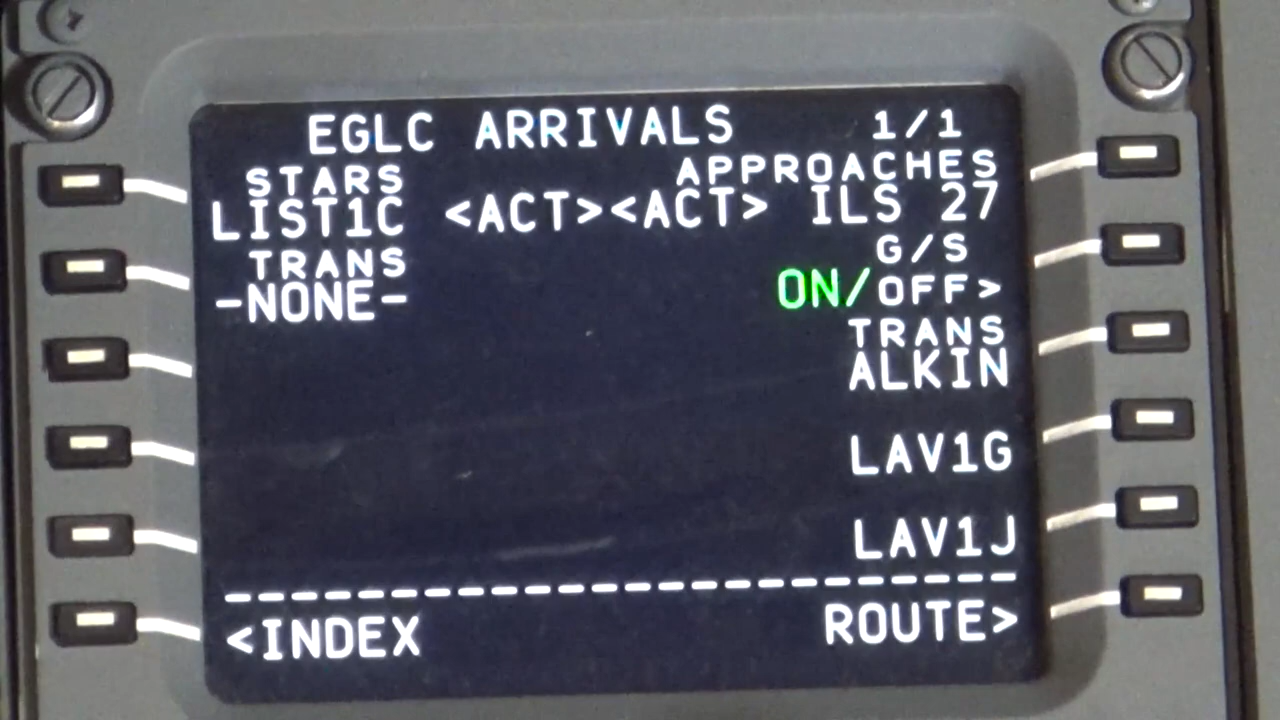 EGLC ARRIVALS 1/1
STARS APPROACHES
LIST1C <ACT><ACT> ILS 27
TRANS G/S
-NONE- ON/OFF>
TRANS
ALKIN
LAV1G
LAV1J
------------------------
<INDEX ROUTE>